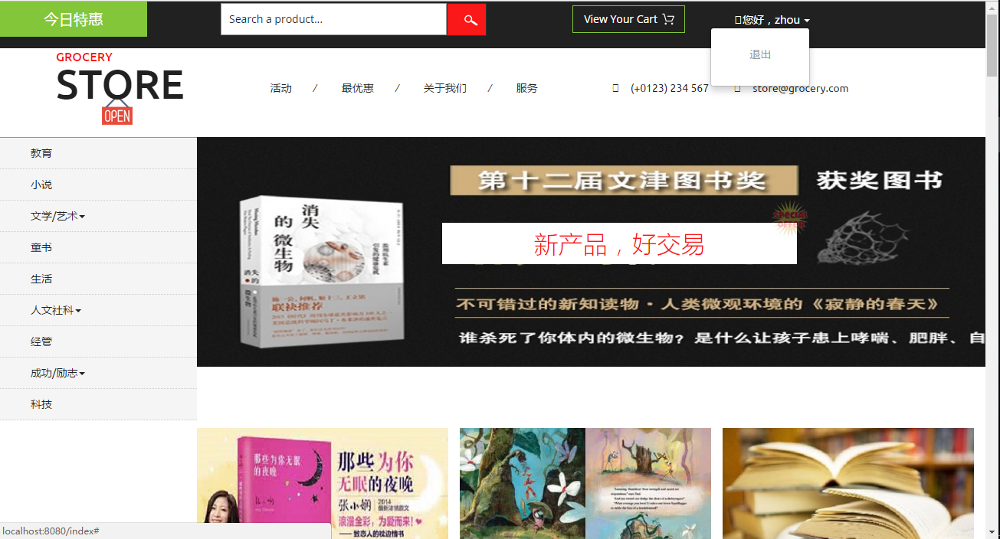 今日特惠
Search a product...
View Your Cart
您好，zhou
退出
GROCERY
STORE
OPEN
活动 / 最优惠 / 关于我们 / 服务
(+0123) 234 567
store@grocery.com
教育
小说
文学/艺术
童书
生活
人文社科
经管
成功/励志
科技
第十二届文津图书奖 获奖图书
SPECIAL
OFFER
新产品，好交易
消失
的微生物
消失的
微生物
联袂推荐
不可错过的新知读物·人类微观环境的《寂静的春天》
谁杀死了你体内的微生物？是什么让孩子患上哮喘、肥胖、自
那些为你无眠
的夜晚
那些为你
无眠的夜晚
张小娴 2014
最新浓情散文
浪漫全彩，为爱而来！
——致恋人的枕边情书
localhost:8080/index#